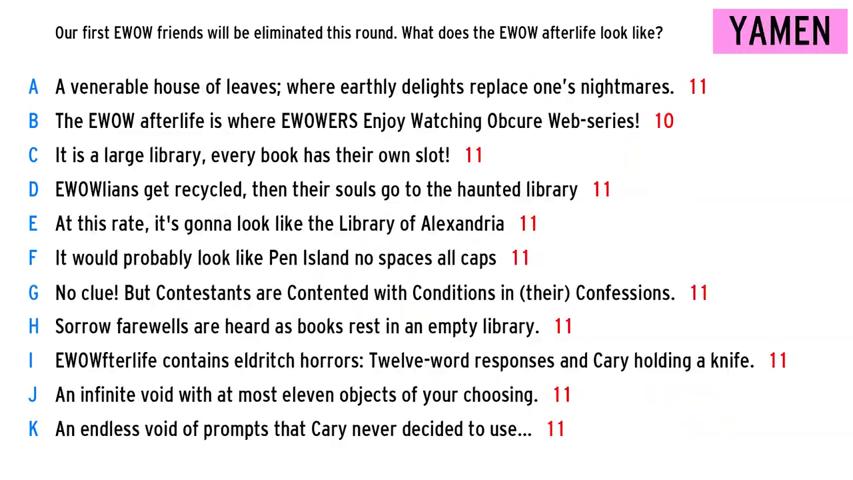 Our first EWOW friends will be eliminated this round. What does the EWOW afterlife look like?
YAMEN
A A venerable house of leaves; where earthly delights replace one's nightmares. 11
B The EWOW afterlife is where EWOWERS Enjoy Watching Obcure Web-series! 10
C It is a large library, every book has their own slot! 11
D EWOWlians get recycled, then their souls go to the haunted library 11
E At this rate, it's gonna look like the Library of Alexandria 11
F It would probably look like Pen Island no spaces all caps 11
G No clue! But Contestants are Contented with Conditions in (their) Confessions. 11
H Sorrow farewells are heard as books rest in an empty library. 11
I EWOWfterlife contains eldritch horrors: Twelve-word responses and Cary holding a knife. 11
J An infinite void with at most eleven objects of your choosing. 11
K An endless void of prompts that Cary never decided to use... 11